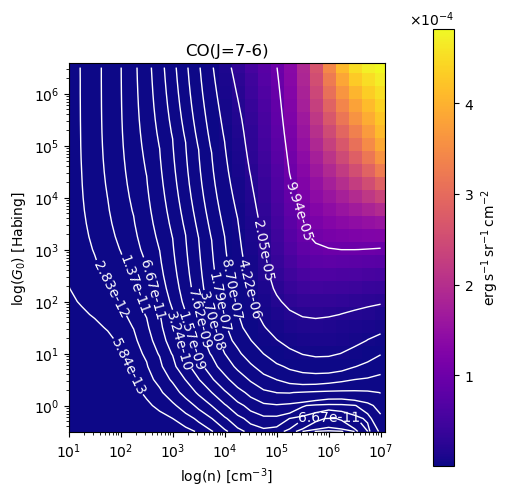 ×10⁻⁴
CO(J=7-6)
10⁶
10⁵
10⁴
10³
10²
10¹
10⁰
log(G₀) [Habing]
10¹
10²
10³
10⁴
10⁵
10⁶
10⁷
log(n) [cm⁻³]
5.84e-13
2.83e-12
1.37e-11
6.67e-11
3.24e-10
1.57e-09
7.62e-09
3.70e-08
1.79e-07
8.70e-07
4.22e-06
2.05e-05
9.94e-05
6.67e-11
4
3
2
1
erg s⁻¹ sr⁻¹ cm⁻²